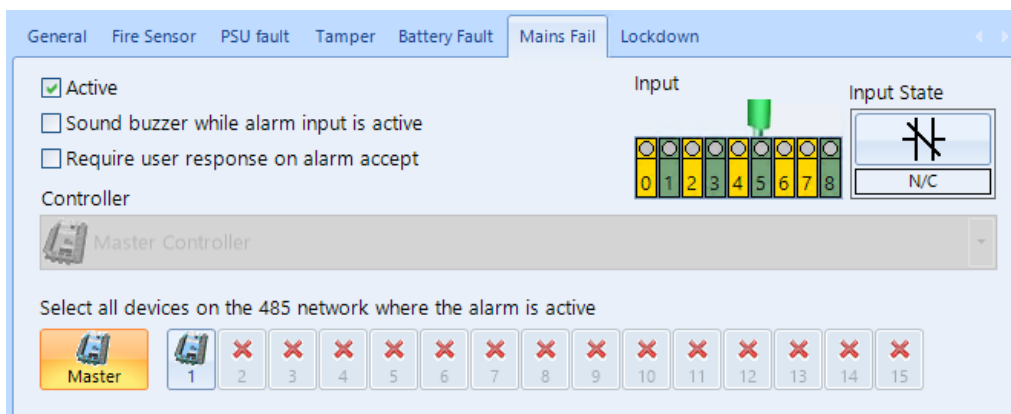 General Fire Sensor PSU fault Tamper Battery Fault Mains Fail Lockdown
Active
Sound buzzer while alarm input is active
Require user response on alarm accept
Input
Input State
0 1 2 3 4 5 6 7 8
N/C
Controller
Master Controller
Select all devices on the 485 network where the alarm is active
Master 1 2 3 4 5 6 7 8 9 10 11 12 13 14 15